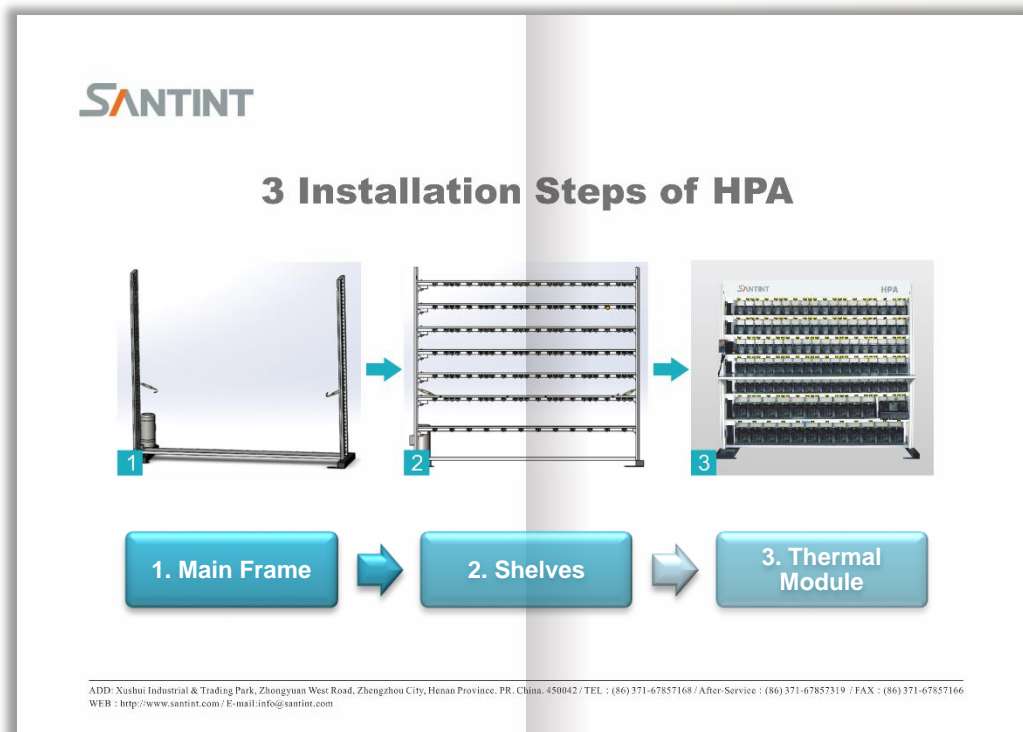 SANTINT
3 Installation Steps of HPA
SANTINT HPA
1
2
3
1. Main Frame
2. Shelves
3. Thermal
Module
ADD: Xushui Industrial & Trading Park, Zhongyuan West Road, Zhengzhou City, Henan Province. PR. China. 450042 / TEL : (86) 371-67857168 / After-Service : (86) 371-67857319 / FAX : (86) 371-67857166
WEB : http://www.santint.com / E-mail:info@santint.com